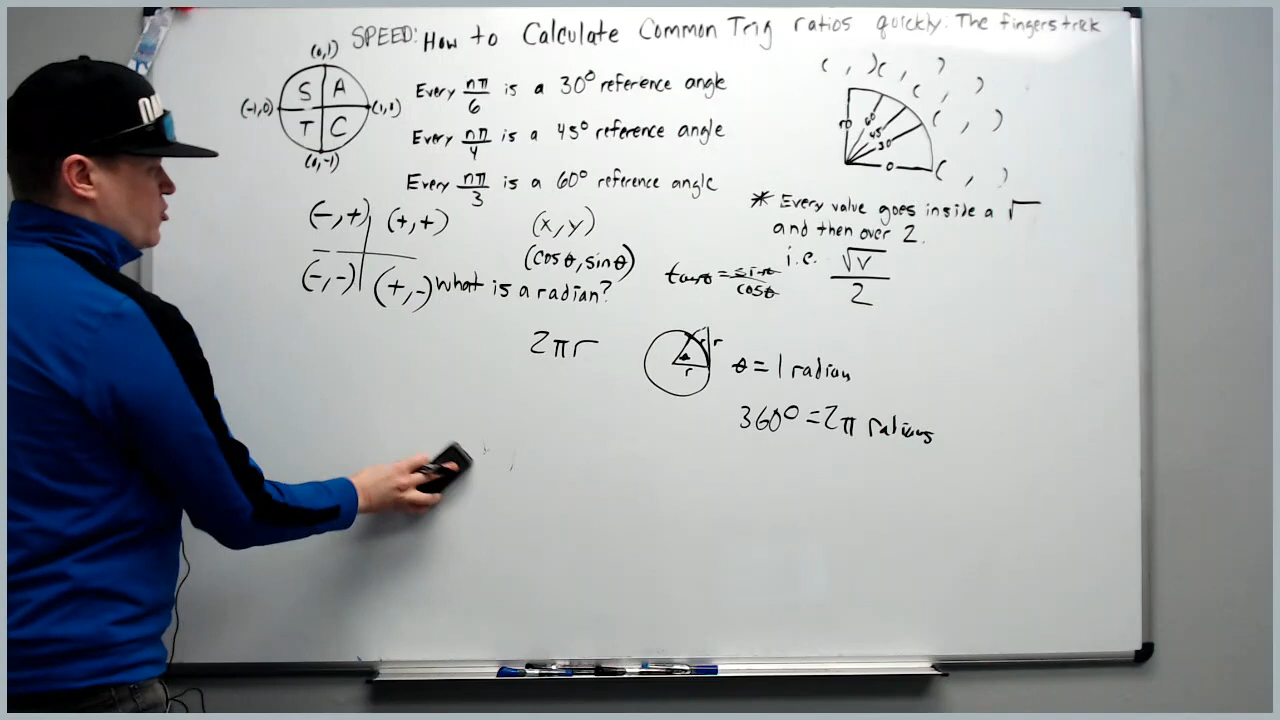 SPEED: How to Calculate Common Trig ratios quickly: The fingers trick
(0,1)
S A
(-1,0) (1,0)
T C
(0,-1)
Every nπ/6 is a 30° reference angle
Every nπ/4 is a 45° reference angle
Every nπ/3 is a 60° reference angle
( , ) ( , )
( , )
( , )
( , )
60
45
30
0
(-,+) (+,+)
(-,-) (+,-)
(x, y)
(cosθ, sinθ)
* Every value goes inside a √
and then over 2.
i.e. √v/2
tanθ = sinθ/cosθ
What is a radian?
2πr
r
r
r
θ
θ = 1 radian
360° = 2π radians